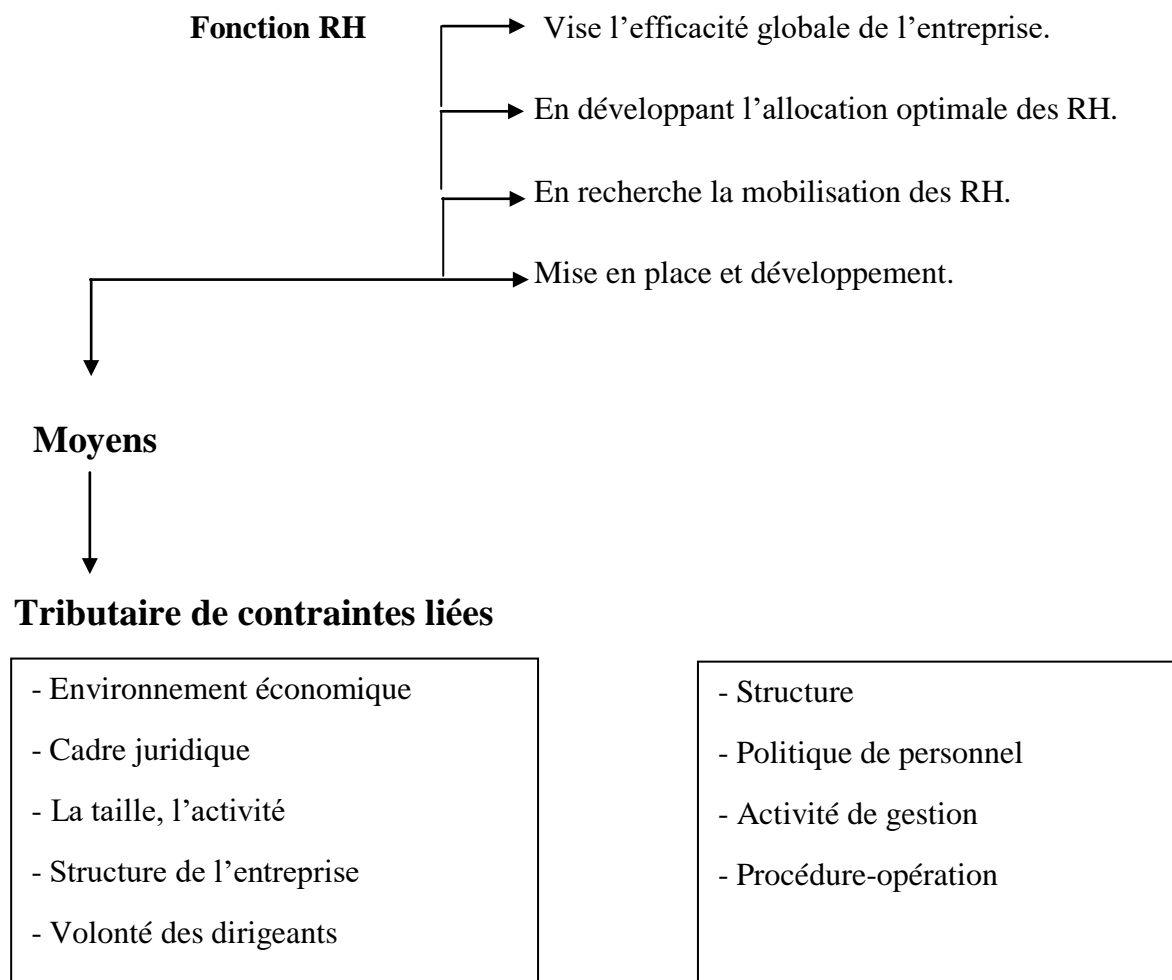 Fonction RH
Vise l’efficacité globale de l’entreprise.
En développant l’allocation optimale des RH.
En recherche la mobilisation des RH.
Mise en place et développement.
Moyens
Tributaire de contraintes liées
- Environnement économique
- Cadre juridique
- La taille, l’activité
- Structure de l’entreprise
- Volonté des dirigeants
- Structure
- Politique de personnel
- Activité de gestion
- Procédure-opération